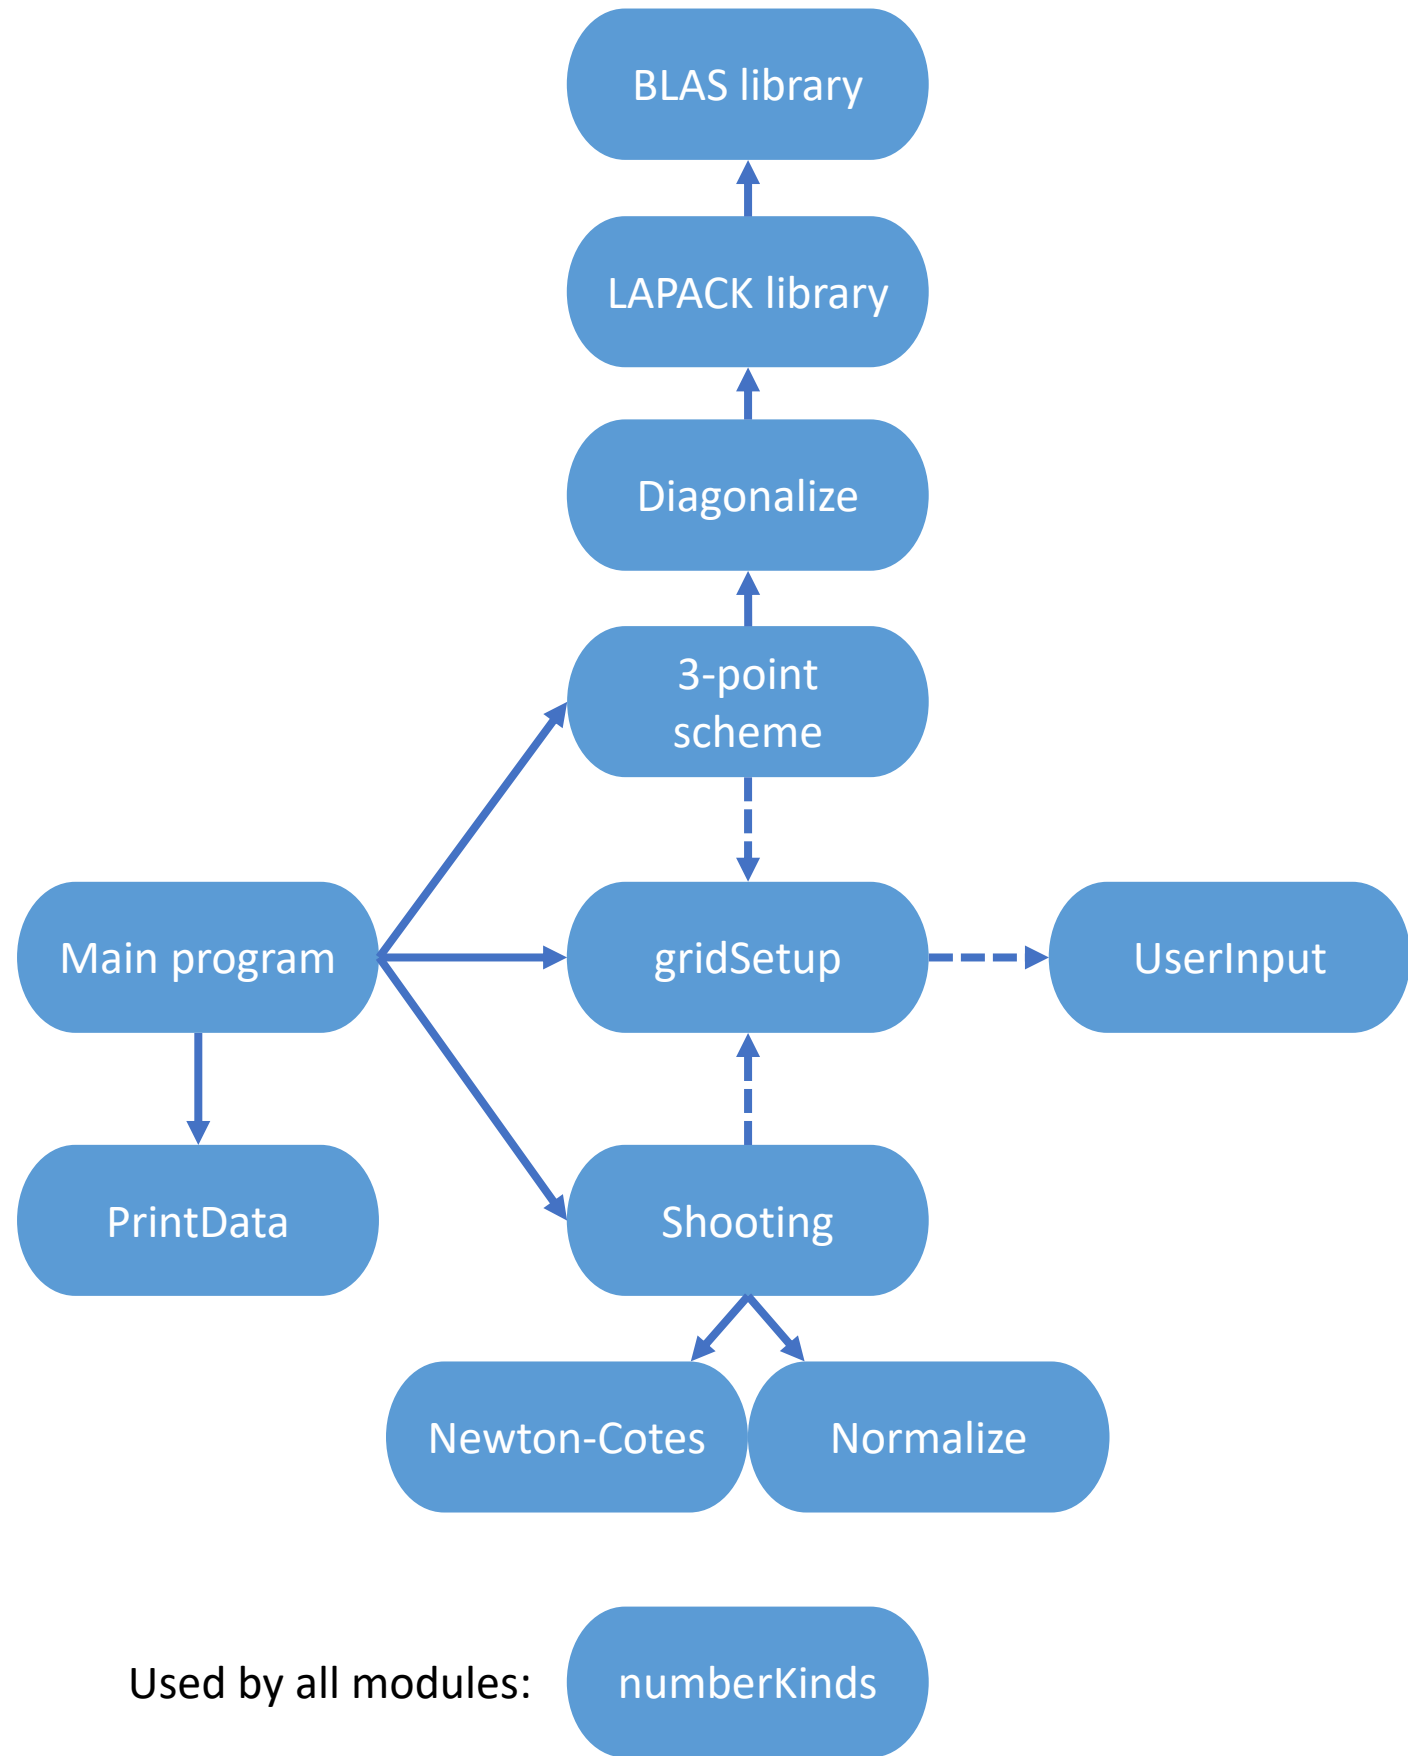 BLAS library
LAPACK library
Diagonalize
3-point
scheme
Main program
gridSetup
UserInput
PrintData
Shooting
Newton-Cotes
Normalize
Used by all modules:
numberKinds